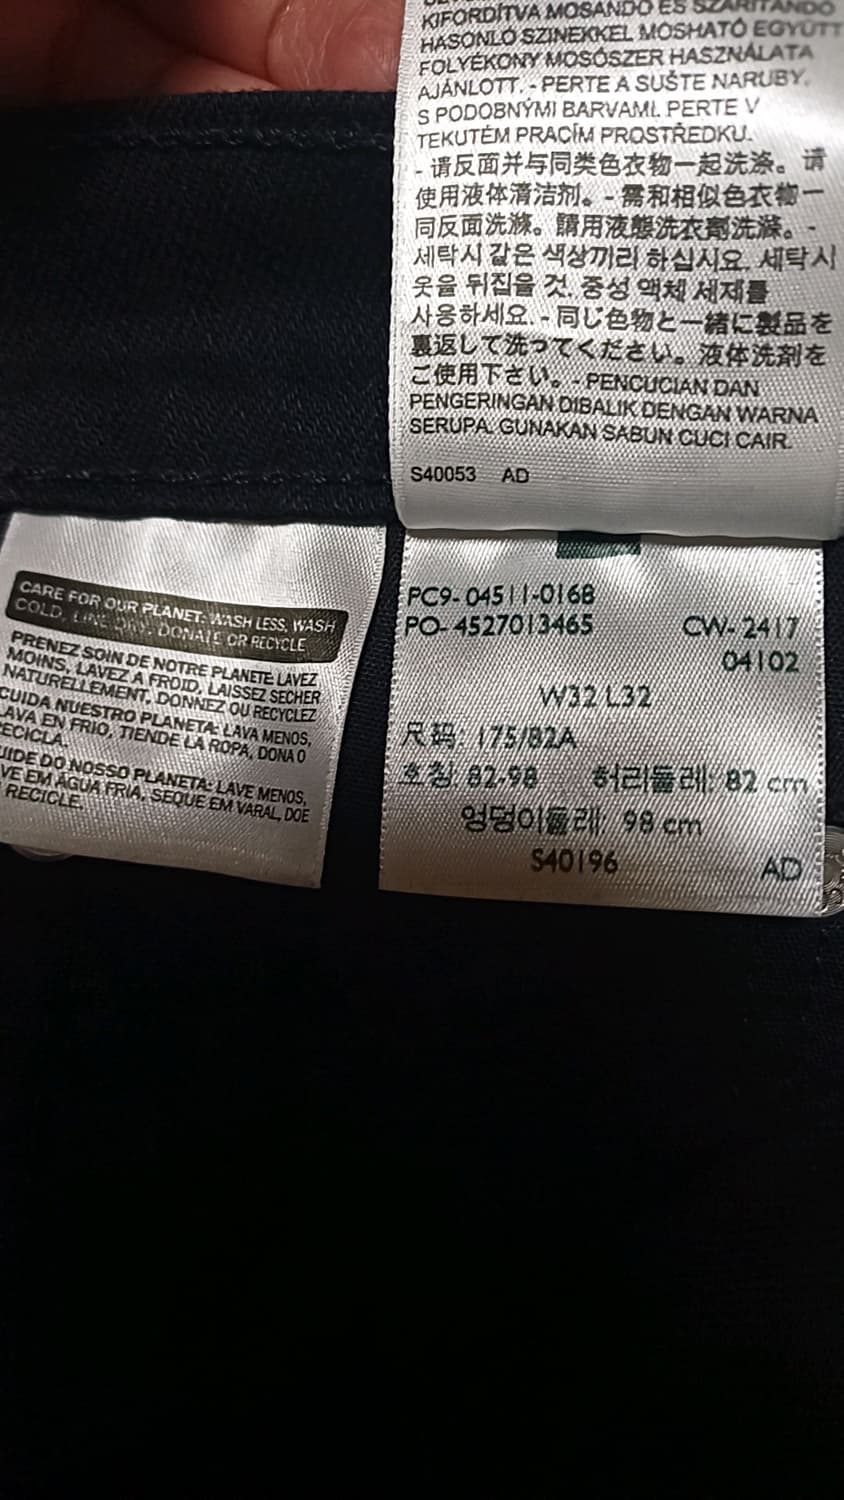 KIFORDÍTVA MOSANDÓ ÉS SZÁRÍTANDÓ
HASONLÓ SZINEKKEL MOSHATÓ EGYÜTT
FOLYÉKONY MOSÓSZER HASZNÁLATA
AJÁNLOTT. - PERTE A SUŠTE NARUBY.
S PODOBNÝMI BARVAMI. PERTE V
TEKUTÉM PRACÍM PROSTŘEDKU.
- 请反面并与同类色衣物一起洗涤。请
使用液体清洁剂。- 需和相似色衣物一
同反面洗滌。請用液態洗衣劑洗滌。-
세탁시 같은 색상끼리 하십시요. 세탁시
옷을 뒤집을 것. 중성 액체 세제를
사용하세요. - 同じ色物と一緒に製品を
裏返して洗ってください。液体洗剤を
ご使用下さい。- PENCUCIAN DAN
PENGERINGAN DIBALIK DENGAN WARNA
SERUPA. GUNAKAN SABUN CUCI CAIR.
S40053 AD
CARE FOR OUR PLANET: WASH LESS, WASH
COLD, LINE DRY, DONATE OR RECYCLE
PRENEZ SOIN DE NOTRE PLANETE LAVEZ
MOINS, LAVEZ A FROID, LAISSEZ SECHER
NATURELLEMENT, DONNEZ OU RECYCLEZ
CUIDA NUESTRO PLANETA: LAVA MENOS,
LAVA EN FRIO, TIENDE LA ROPA, DONA O
RECICLA.
UIDE DO NOSSO PLANETA: LAVE MENOS,
VE EM ÁGUA FRIA, SEQUE EM VARAL, DOE
RECICLE.
PC9-04511-0168
PO-4527013465 CW-2417
04102
W32 L32
尺码: 175/82A
호칭: 82-98 허리둘레: 82 cm
엉덩이둘레: 98 cm
S40196 AD